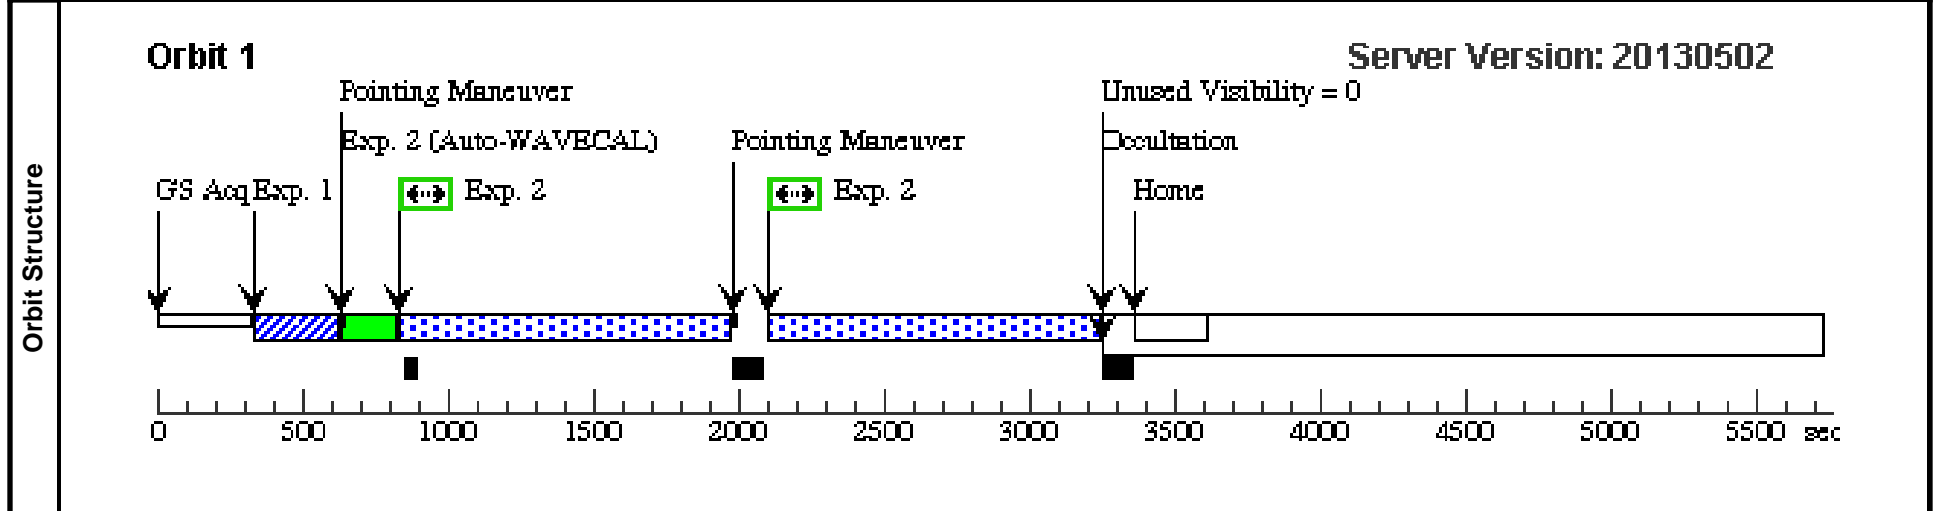 Orbit Structure
Orbit 1
Server Version: 20130502
Pointing Maneuver
Unused Visibility = 0
Exp. 2 (Auto-WAVECAL)
Pointing Maneuver
Occultation
GS Acq
Exp. 1
Exp. 2
Exp. 2
Home
0 500 1000 1500 2000 2500 3000 3500 4000 4500 5000 5500 sec